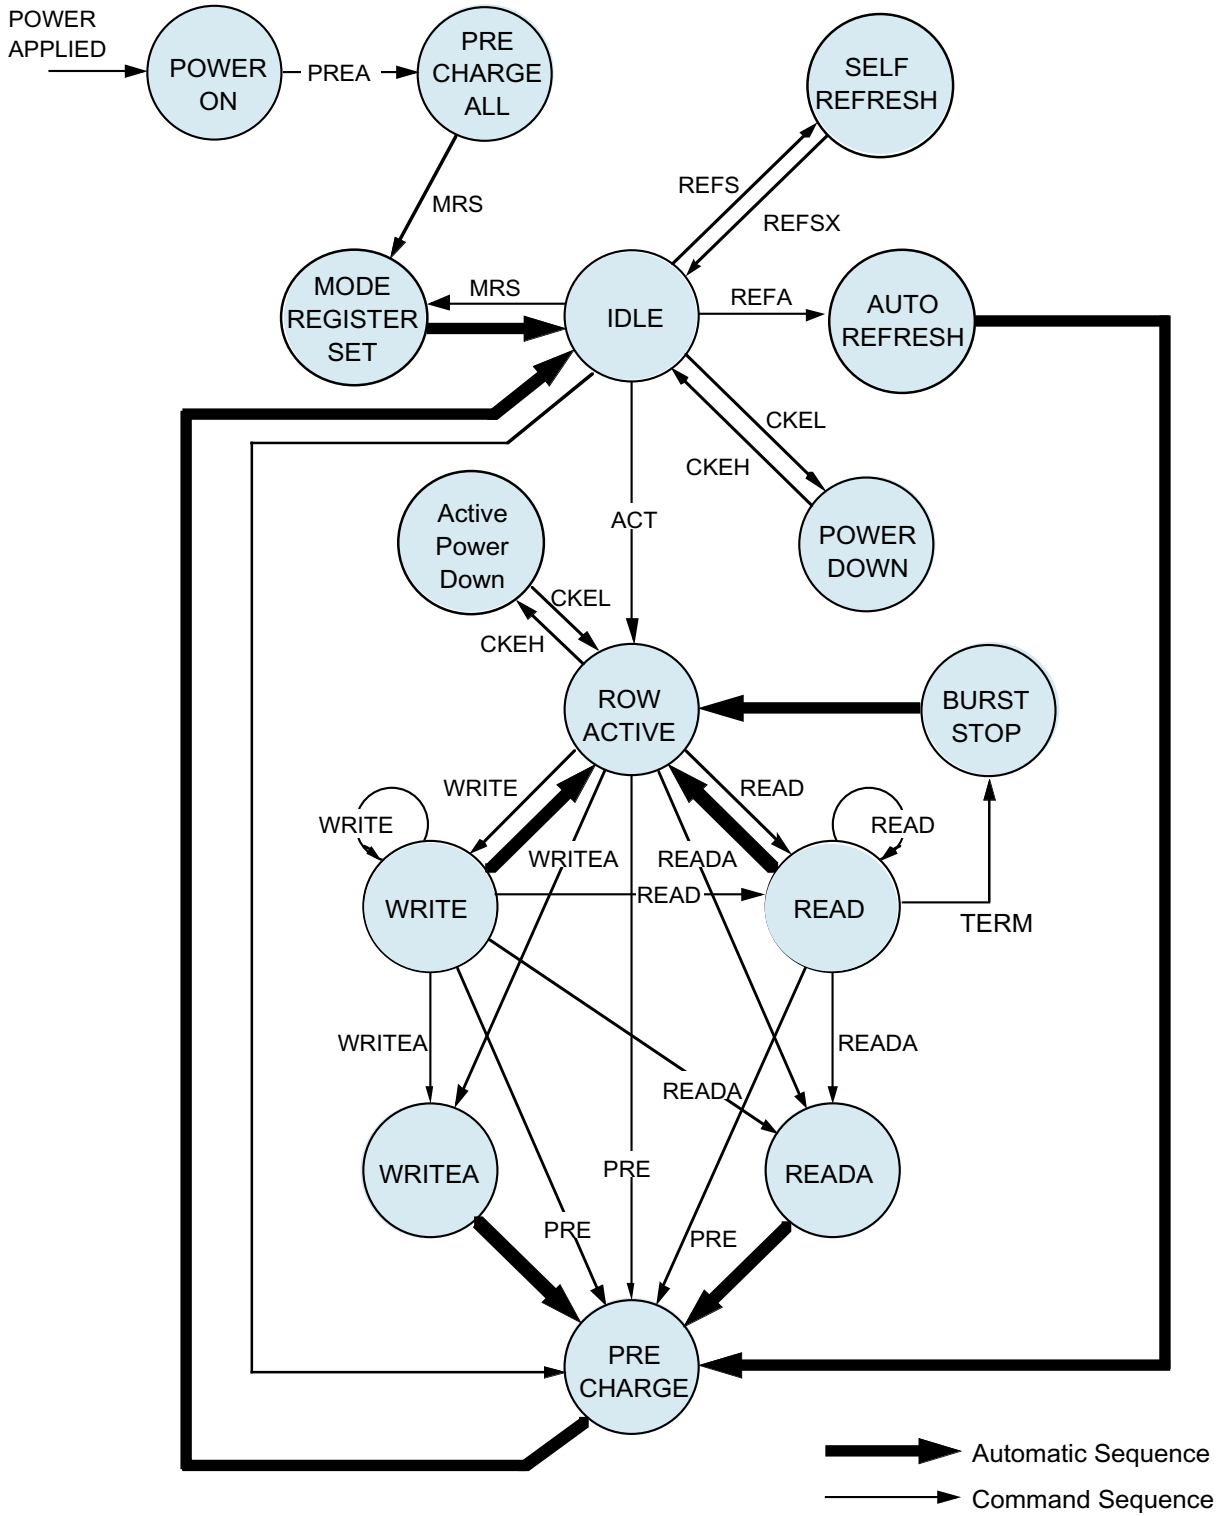 POWER
APPLIED
POWER
ON
PREA
PRE
CHARGE
ALL
SELF
REFRESH
MRS
REFS
REFSX
MODE
REGISTER
SET
MRS
IDLE
REFA
AUTO
REFRESH
CKEL
CKEH
Active
Power
Down
ACT
POWER
DOWN
CKEL
CKEH
ROW
ACTIVE
BURST
STOP
WRITE
READ
WRITE
WRITEA
READA
READ
WRITE
READ
READ
TERM
WRITEA
READA
READA
WRITEA
PRE
READA
PRE
PRE
PRE
CHARGE
Automatic Sequence
Command Sequence